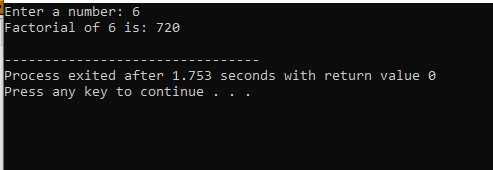 Enter a number: 6
Factorial of 6 is: 720
--------------------------------
Process exited after 1.753 seconds with return value 0
Press any key to continue . . .